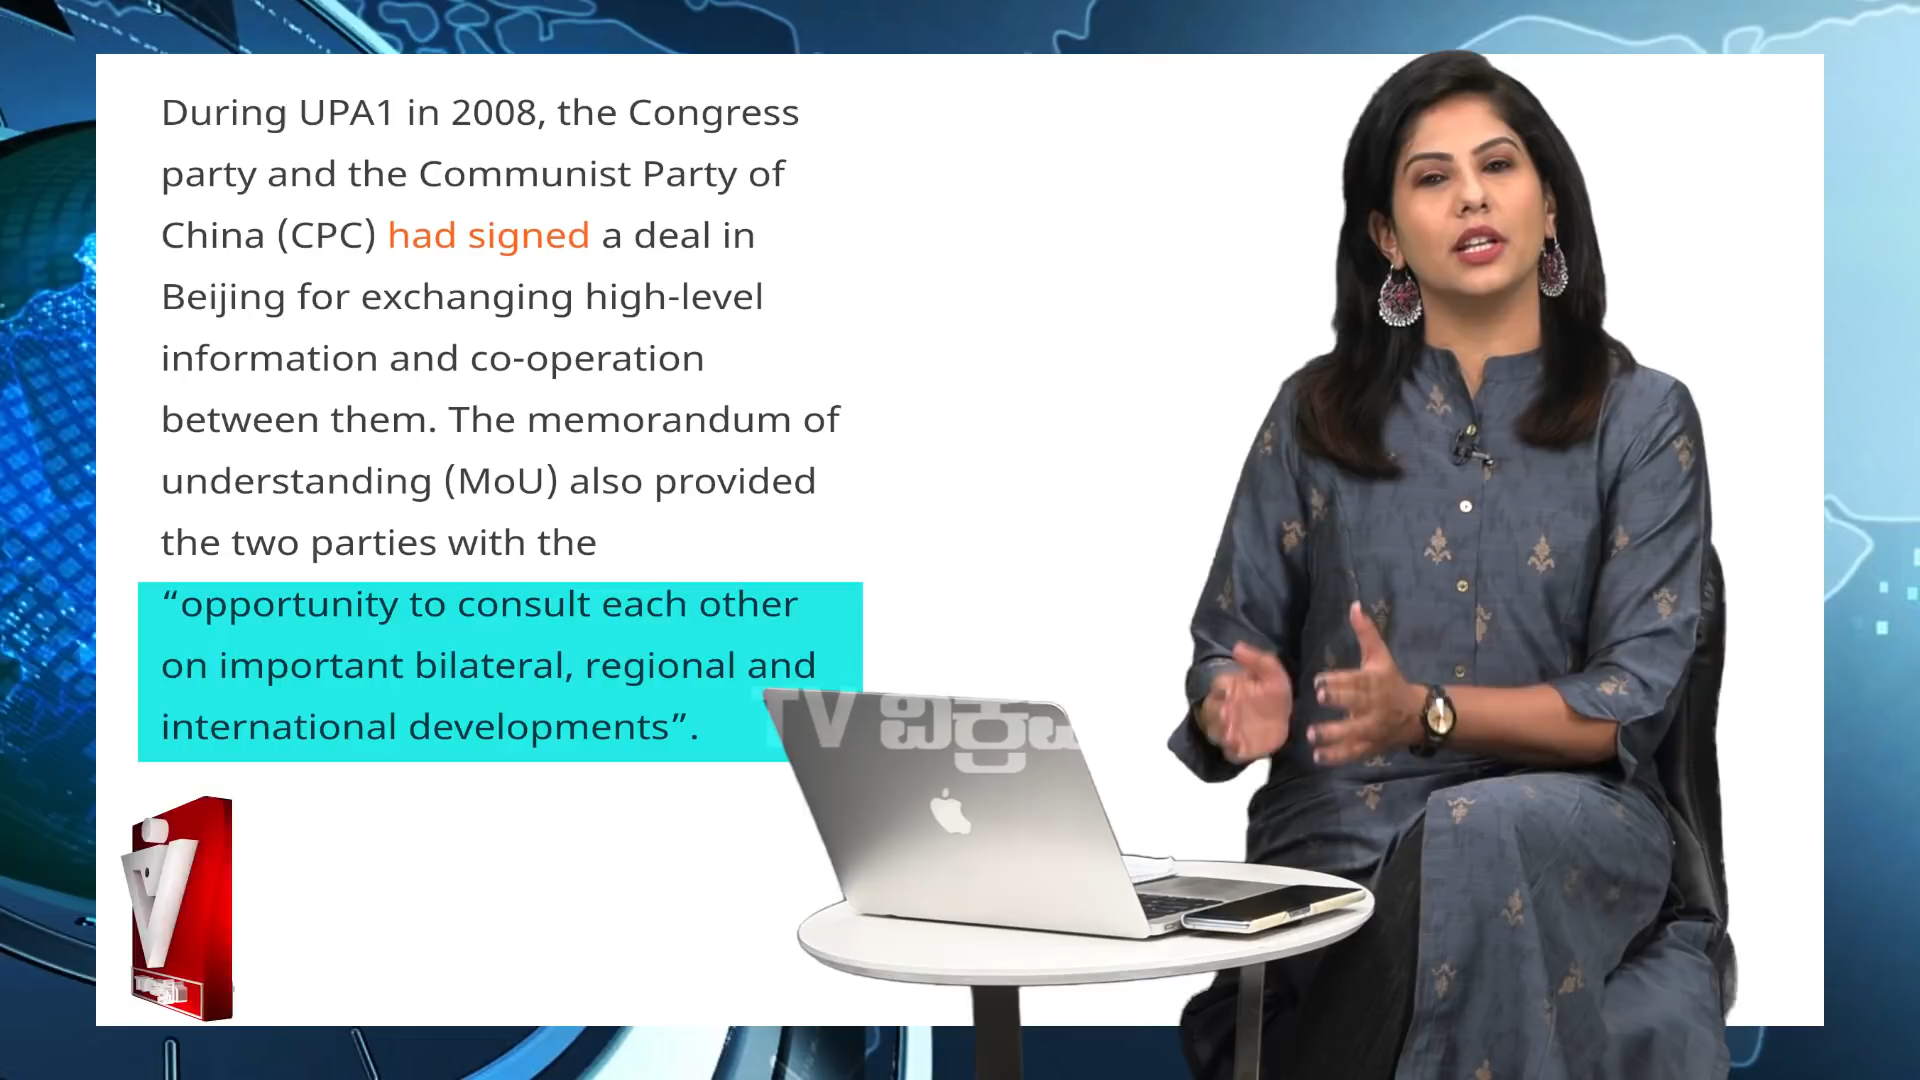 During UPA1 in 2008, the Congress
party and the Communist Party of
China (CPC) had signed a deal in
Beijing for exchanging high-level
information and co-operation
between them. The memorandum of
understanding (MoU) also provided
the two parties with the
“opportunity to consult each other
on important bilateral, regional and
international developments”.
TV ವಿಕ್ರಮ